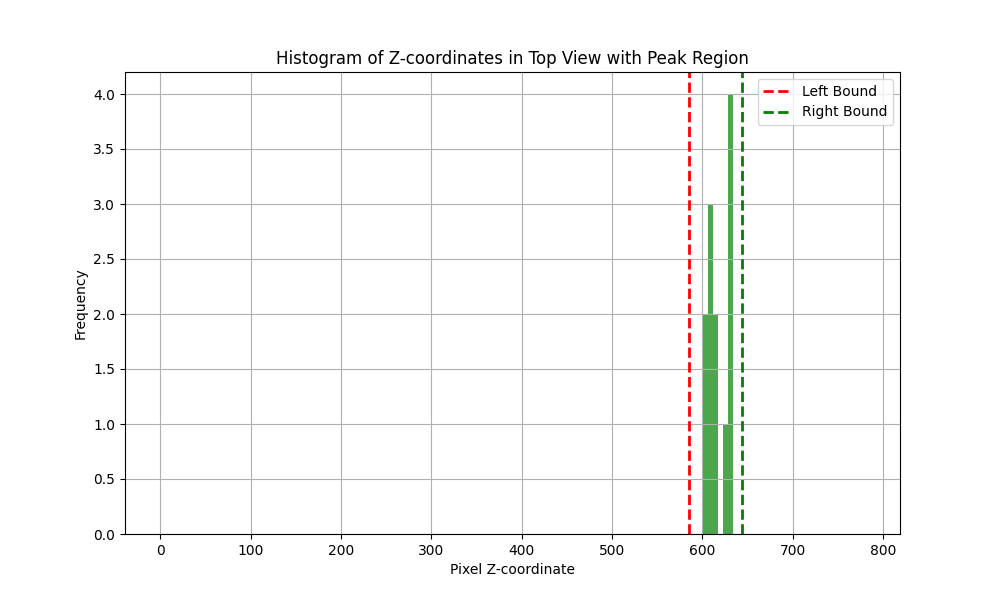 Histogram of Z-coordinates in Top View with Peak Region
Left Bound
Right Bound
4.0
3.5
3.0
2.5
2.0
1.5
1.0
0.5
0.0
Frequency
0 100 200 300 400 500 600 700 800
Pixel Z-coordinate